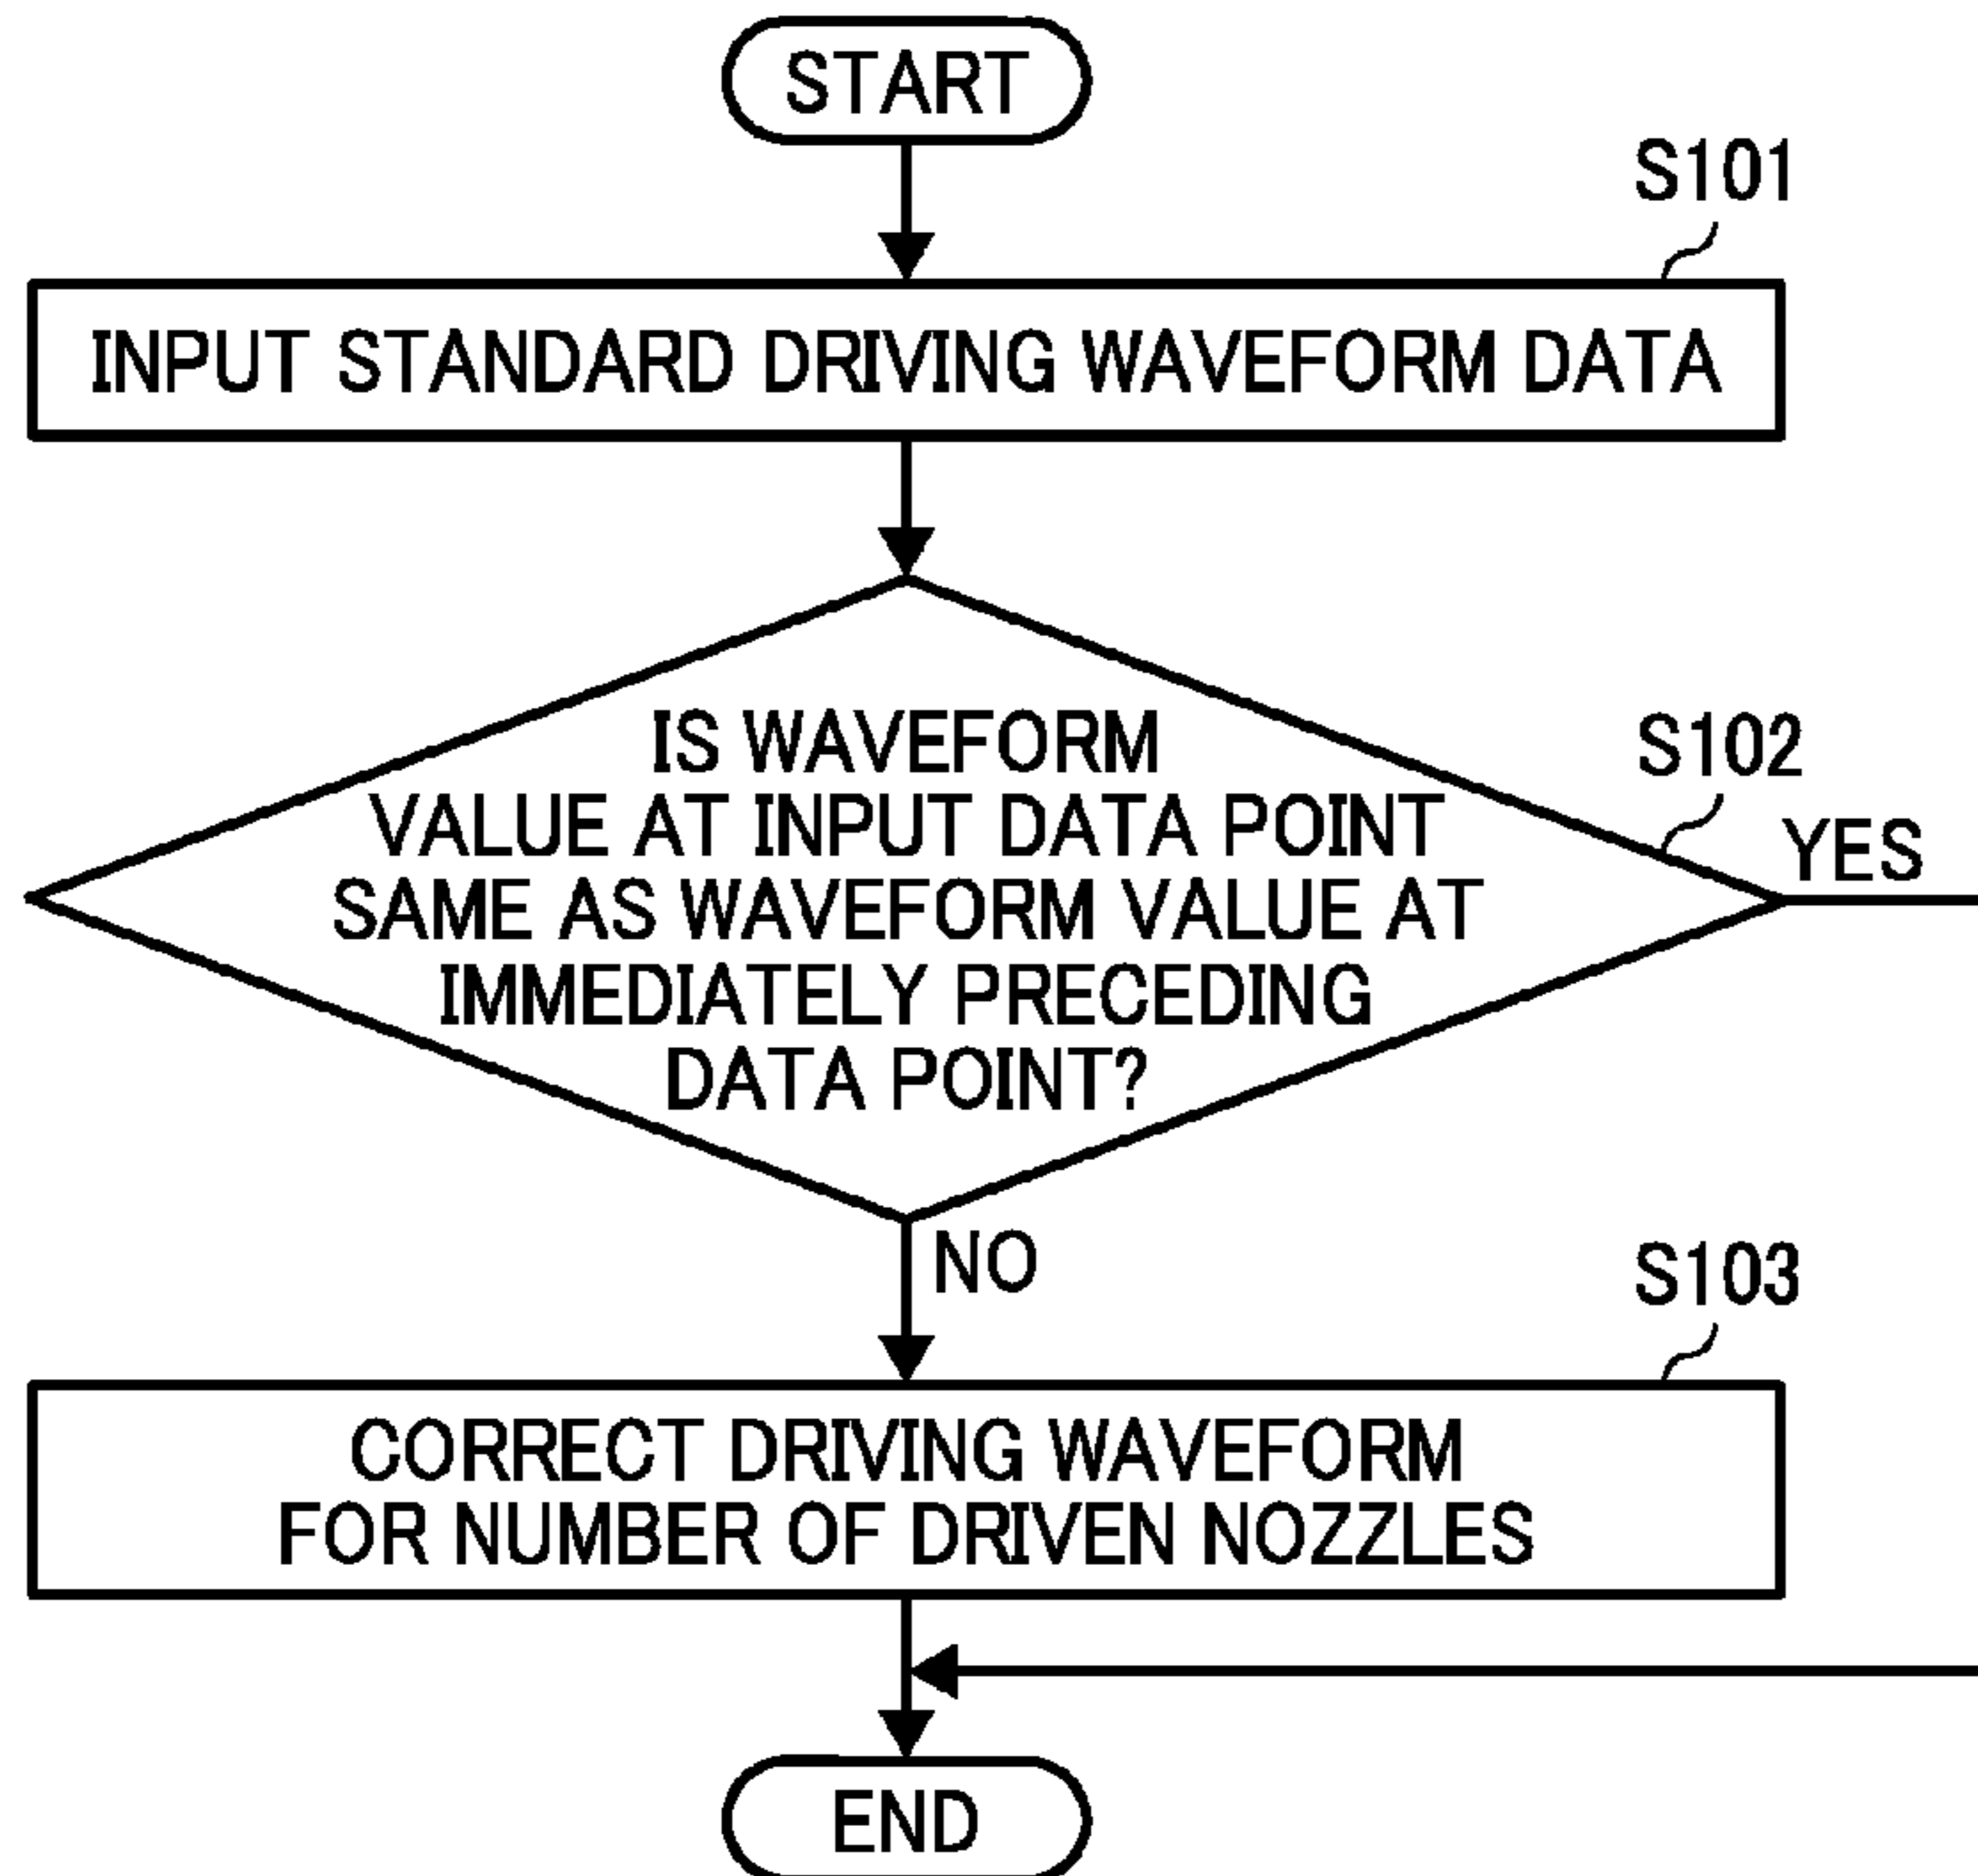 START
S101
INPUT STANDARD DRIVING WAVEFORM DATA
IS WAVEFORM
VALUE AT INPUT DATA POINT
SAME AS WAVEFORM VALUE AT
IMMEDIATELY PRECEDING
DATA POINT?
S102
YES
NO
S103
CORRECT DRIVING WAVEFORM
FOR NUMBER OF DRIVEN NOZZLES
END